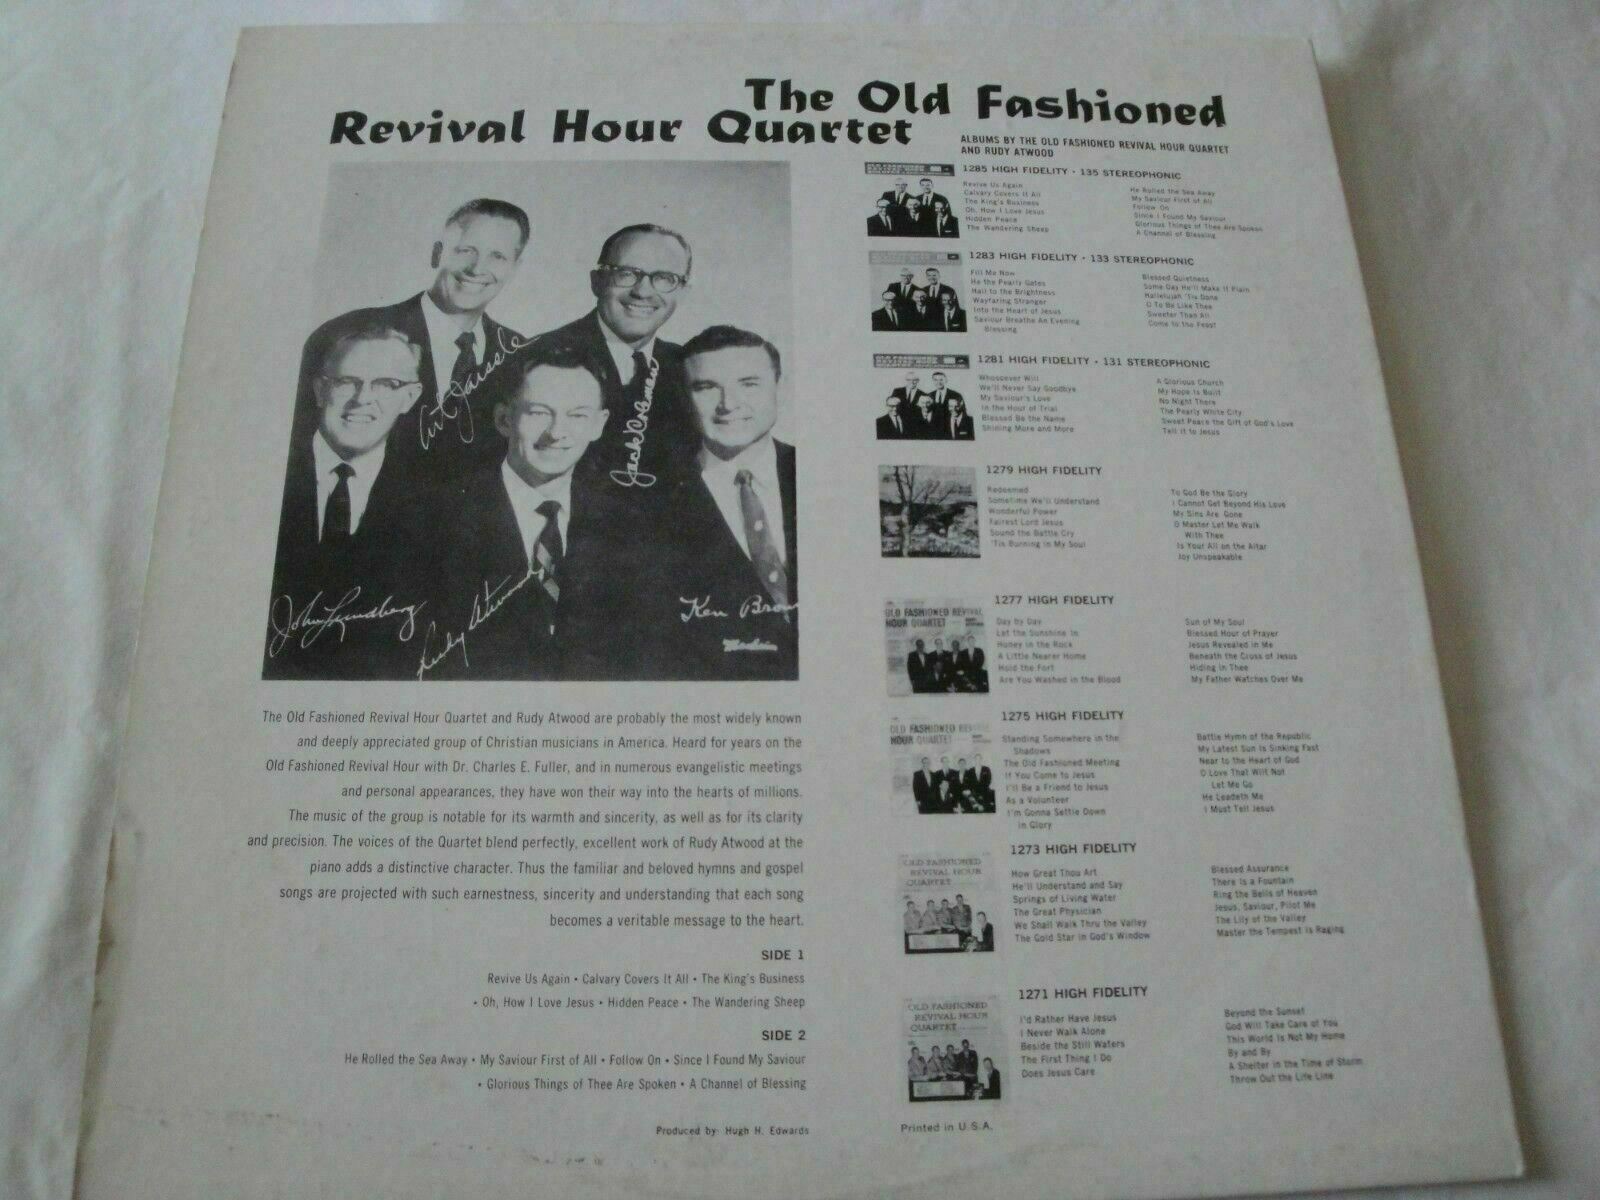 The Old Fashioned
Revival Hour Quartet
Art Jaissle
Jack Coleman
John Lundberg
Rudy Atwood
Ken Brown
The Old Fashioned Revival Hour Quartet and Rudy Atwood are probably the most widely known
and deeply appreciated group of Christian musicians in America. Heard for years on the
Old Fashioned Revival Hour with Dr. Charles E. Fuller, and in numerous evangelistic meetings
and personal appearances, they have won their way into the hearts of millions.
The music of the group is notable for its warmth and sincerity, as well as for its clarity
and precision. The voices of the Quartet blend perfectly, excellent work of Rudy Atwood at the
piano adds a distinctive character. Thus the familiar and beloved hymns and gospel
songs are projected with such earnestness, sincerity and understanding that each song
becomes a veritable message to the heart.
SIDE 1
Revive Us Again • Calvary Covers It All • The King's Business
• Oh, How I Love Jesus • Hidden Peace • The Wandering Sheep
SIDE 2
He Rolled the Sea Away • My Saviour First of All • Follow On • Since I Found My Saviour
• Glorious Things of Thee Are Spoken • A Channel of Blessing
Produced by Hugh H. Edwards
ALBUMS BY THE OLD FASHIONED REVIVAL HOUR QUARTET
AND RUDY ATWOOD
1285 HIGH FIDELITY • 135 STEREOPHONIC
Revive Us Again
Calvary Covers It All
The King's Business
Oh, How I Love Jesus
Hidden Peace
The Wandering Sheep
He Rolled the Sea Away
My Saviour First of All
Follow On
Since I Found My Saviour
Glorious Things of Thee Are Spoken
A Channel of Blessing
1283 HIGH FIDELITY • 133 STEREOPHONIC
Fill Me Now
He the Pearly Gates
Hail to the Brightness
Wayfaring Stranger
Into the Heart of Jesus
Saviour Breathe An Evening
Blessing
Blessed Quietness
Some Day He'll Make It Plain
Hallelujah 'Tis Done
O To Be Like Thee
Sweeter Than All
Come to the Feast
1281 HIGH FIDELITY • 131 STEREOPHONIC
Whosoever Will
We'll Never Say Goodbye
My Saviour's Love
In the Hour of Trial
Blessed Be the Name
Shining More and More
A Glorious Church
My Hope Is Built
No Night There
The Pearly White City
Sweet Peace the Gift of God's Love
Tell It to Jesus
1279 HIGH FIDELITY
Redeemed
Sometime We'll Understand
Wonderful Power
Fairest Lord Jesus
Sound the Battle Cry
'Tis Burning in My Soul
To God Be the Glory
I Cannot Get Beyond His Love
My Sins Are Gone
O Master Let Me Walk
With Thee
Is Your All on the Altar
Joy Unspeakable
1277 HIGH FIDELITY
OLD FASHIONED REVIVAL
HOUR QUARTET
Day by Day
Let the Sunshine In
Honey in the Rock
A Little Nearer Home
Hold the Fort
Are You Washed in the Blood
Sun of My Soul
Blessed Hour of Prayer
Jesus Revealed in Me
Beneath the Cross of Jesus
Hiding in Thee
My Father Watches Over Me
1275 HIGH FIDELITY
OLD FASHIONED REVIVAL
HOUR QUARTET
Standing Somewhere in the
Shadows
The Old Fashioned Meeting
If You Come to Jesus
I'll Be a Friend to Jesus
As a Volunteer
I'm Gonna Settle Down
in Glory
Battle Hymn of the Republic
My Latest Sun Is Sinking Fast
Near to the Heart of God
O Love That Wilt Not
Let Me Go
He Leadeth Me
I Must Tell Jesus
1273 HIGH FIDELITY
OLD FASHIONED
REVIVAL HOUR
QUARTET
How Great Thou Art
He'll Understand and Say
Springs of Living Water
The Great Physician
We Shall Walk Thru the Valley
The Gold Star in God's Window
Blessed Assurance
There Is a Fountain
Ring the Bells of Heaven
Jesus, Saviour, Pilot Me
The Lily of the Valley
Master the Tempest Is Raging
1271 HIGH FIDELITY
OLD FASHIONED
REVIVAL HOUR
QUARTET
I'd Rather Have Jesus
I Never Walk Alone
Beside the Still Waters
The First Thing I Do
Does Jesus Care
Beyond the Sunset
God Will Take Care of You
This World Is Not My Home
By and By
A Shelter in the Time of Storm
Throw Out the Life Line
Printed in U.S.A.